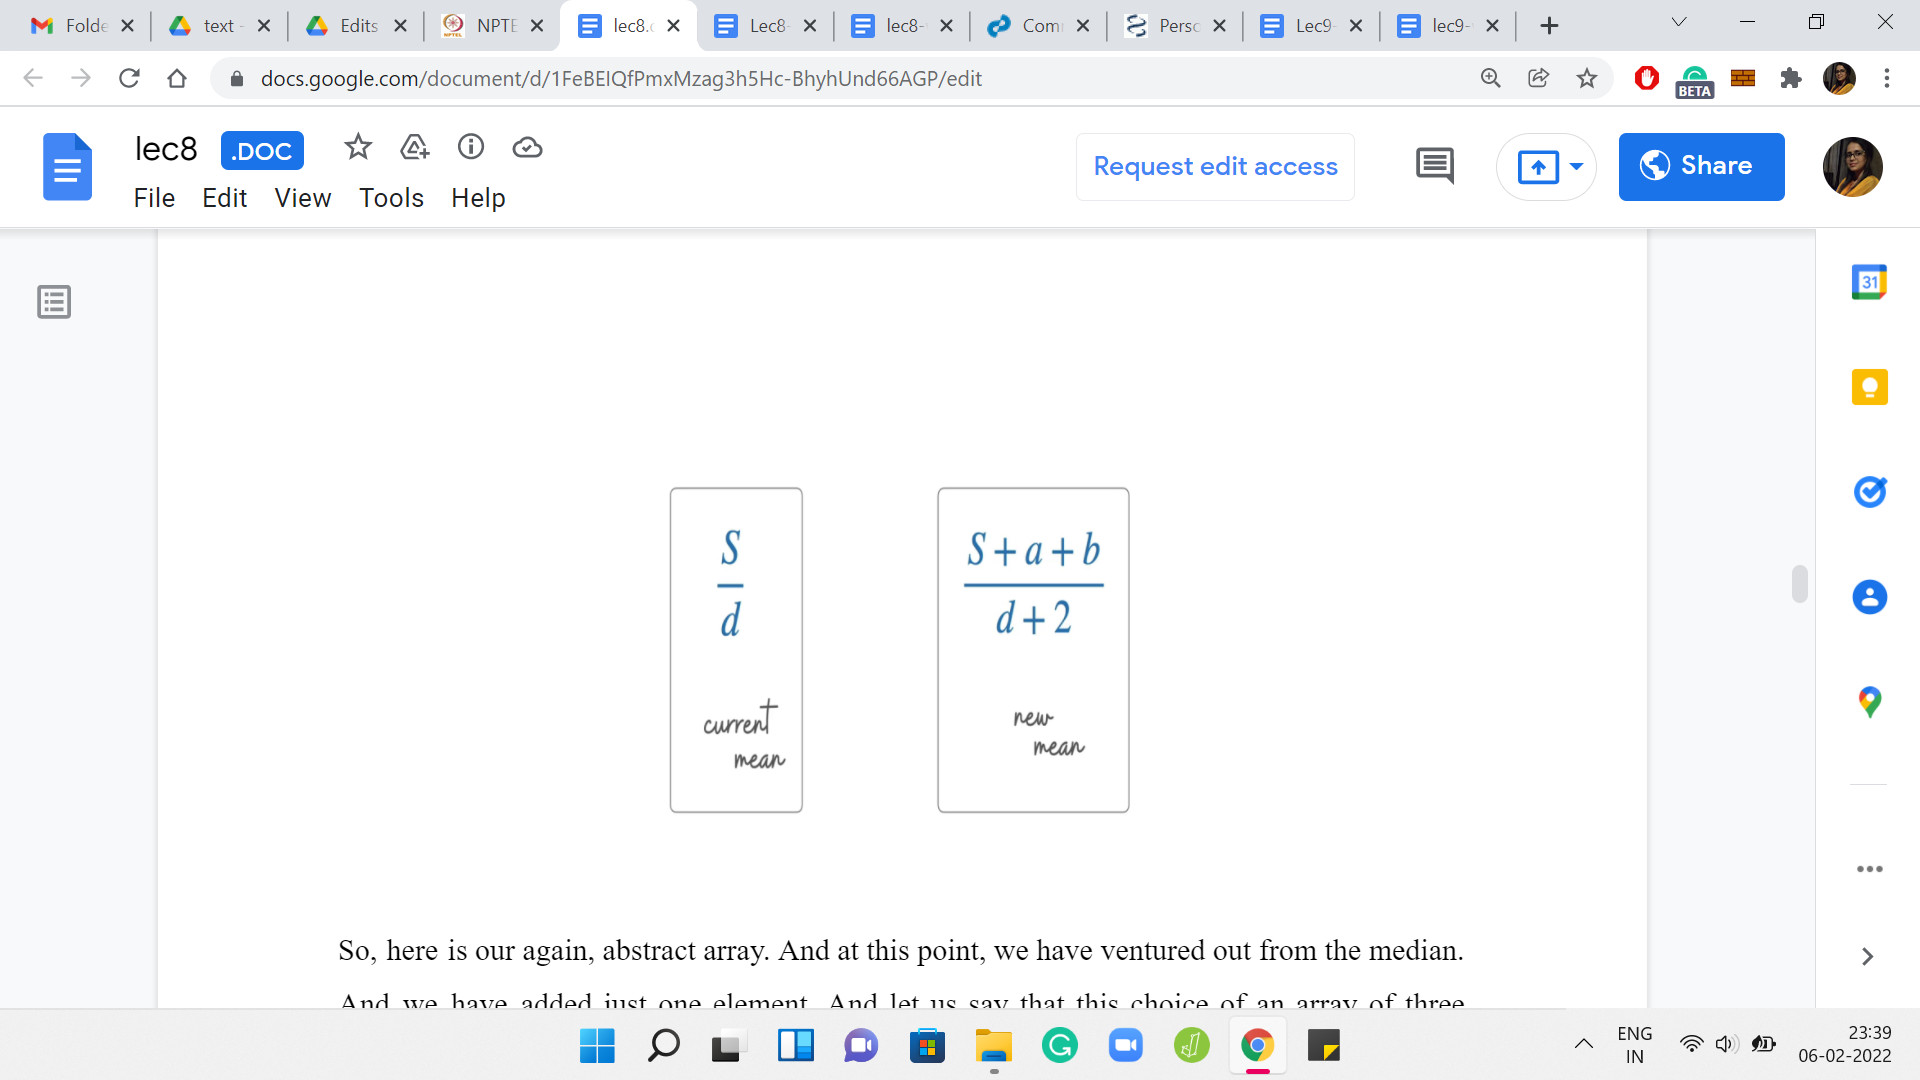 Folde
text -
Edits
NPTE
lec8.c
Lec8-
lec8-
Com
Perso
Lec9-
lec9-
docs.google.com/document/d/1FeBEIQfPmxMzag3h5Hc-BhyhUnd66AGP/edit
BETA
lec8 .DOC
File Edit View Tools Help
Request edit access
Share
31
S
d
current
mean
S + a + b
d + 2
new
mean
So, here is our again, abstract array. And at this point, we have ventured out from the median.
And we have added just one element. And let us say that this choice of an array of three
ENG
IN
23:39
06-02-2022